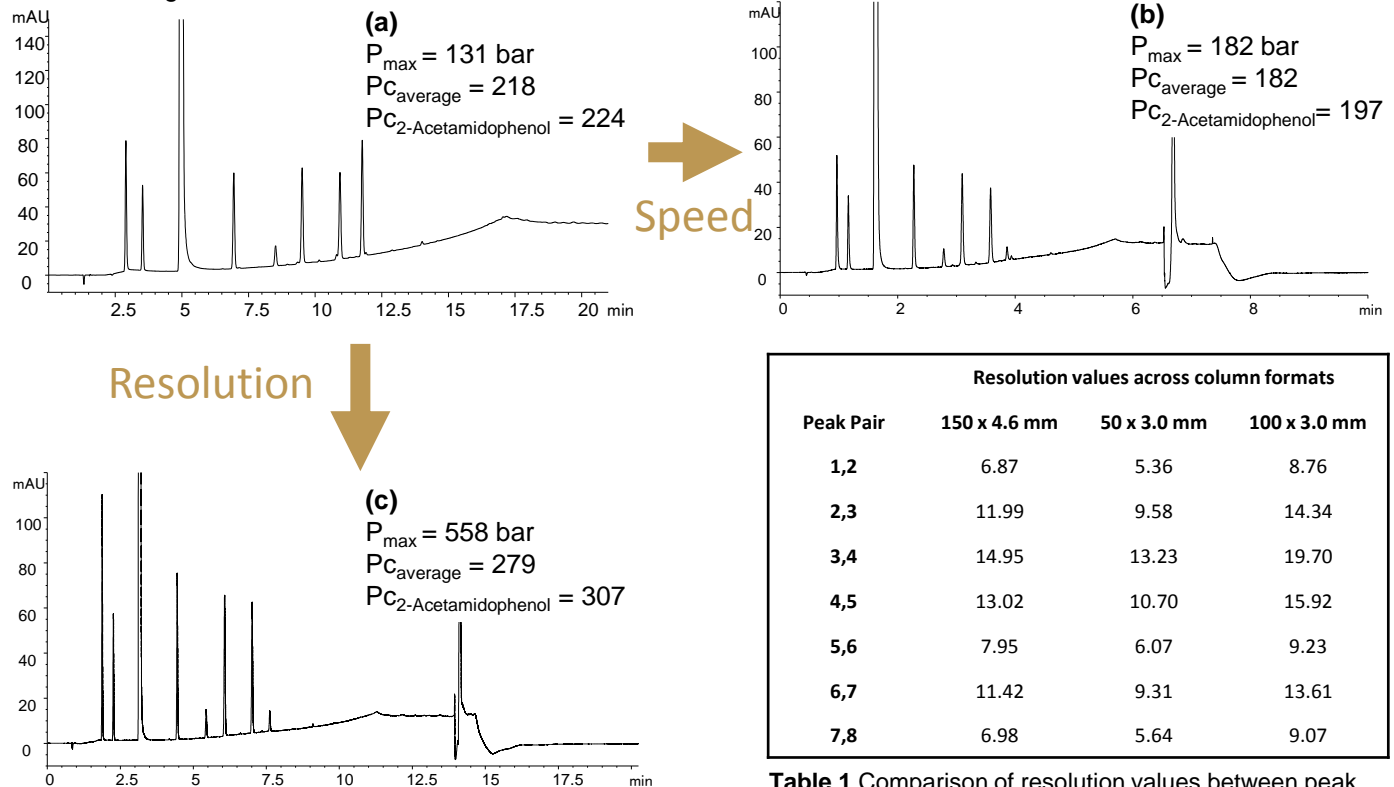 mAU
140
120
100
80
60
40
20
0
2.5 5 7.5 10 12.5 15 17.5 20 min
(a)
Pmax = 131 bar
Pcaverage = 218
Pc2-Acetamidophenol = 224
Speed
mAU
100
80
60
40
20
0
0 2 4 6 8 min
(b)
Pmax = 182 bar
Pcaverage = 182
Pc2-Acetamidophenol= 197
Resolution
mAU
100
80
60
40
20
0
0 2.5 5 7.5 10 12.5 15 17.5 min
(c)
Pmax = 558 bar
Pcaverage = 279
Pc2-Acetamidophenol = 307
Resolution values across column formats
Peak Pair 150 x 4.6 mm 50 x 3.0 mm 100 x 3.0 mm
1,2 6.87 5.36 8.76
2,3 11.99 9.58 14.34
3,4 14.95 13.23 19.70
4,5 13.02 10.70 15.92
5,6 7.95 6.07 9.23
6,7 11.42 9.31 13.61
7,8 6.98 5.64 9.07
Table 1 Comparison of resolution values between peak